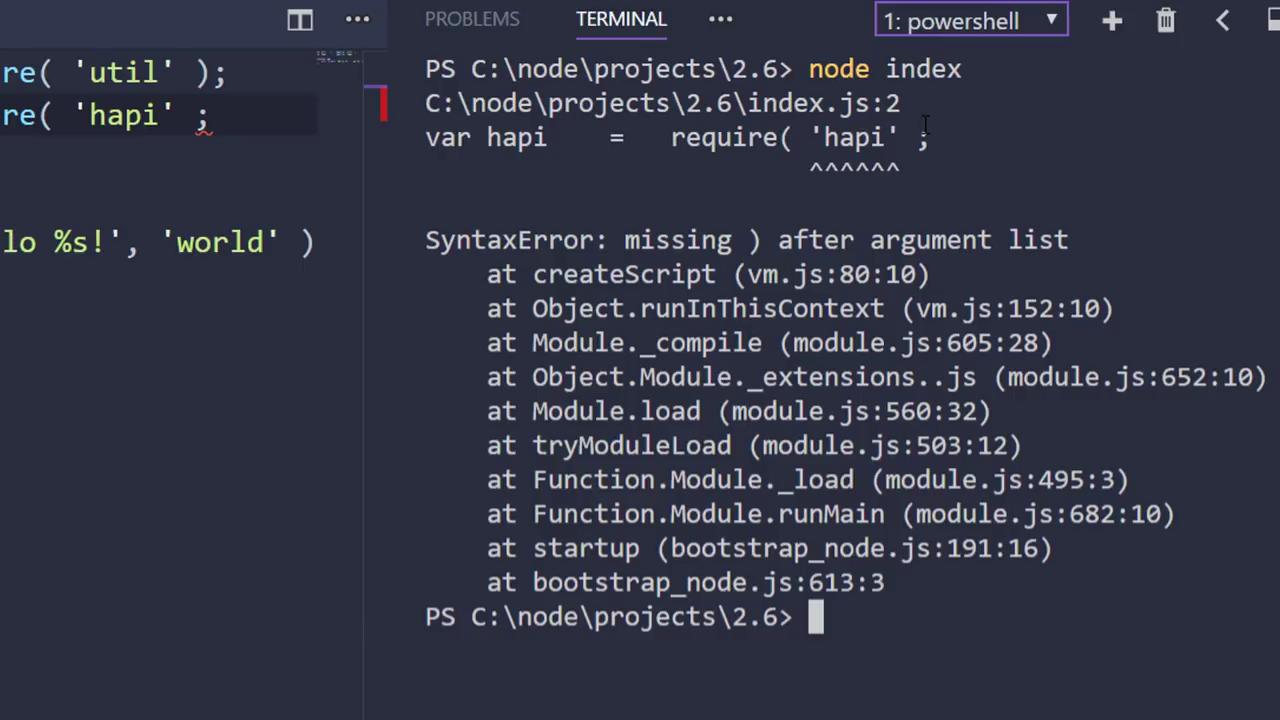 re( 'util' );
re( 'hapi' ;
lo %s!', 'world' )
PROBLEMS TERMINAL ••• 1: powershell
PS C:\node\projects\2.6> node index
C:\node\projects\2.6\index.js:2
var hapi    =   require( 'hapi' ;
                         ^^^^^^
SyntaxError: missing ) after argument list
    at createScript (vm.js:80:10)
    at Object.runInThisContext (vm.js:152:10)
    at Module._compile (module.js:605:28)
    at Object.Module._extensions..js (module.js:652:10)
    at Module.load (module.js:560:32)
    at tryModuleLoad (module.js:503:12)
    at Function.Module._load (module.js:495:3)
    at Function.Module.runMain (module.js:682:10)
    at startup (bootstrap_node.js:191:16)
    at bootstrap_node.js:613:3
PS C:\node\projects\2.6>